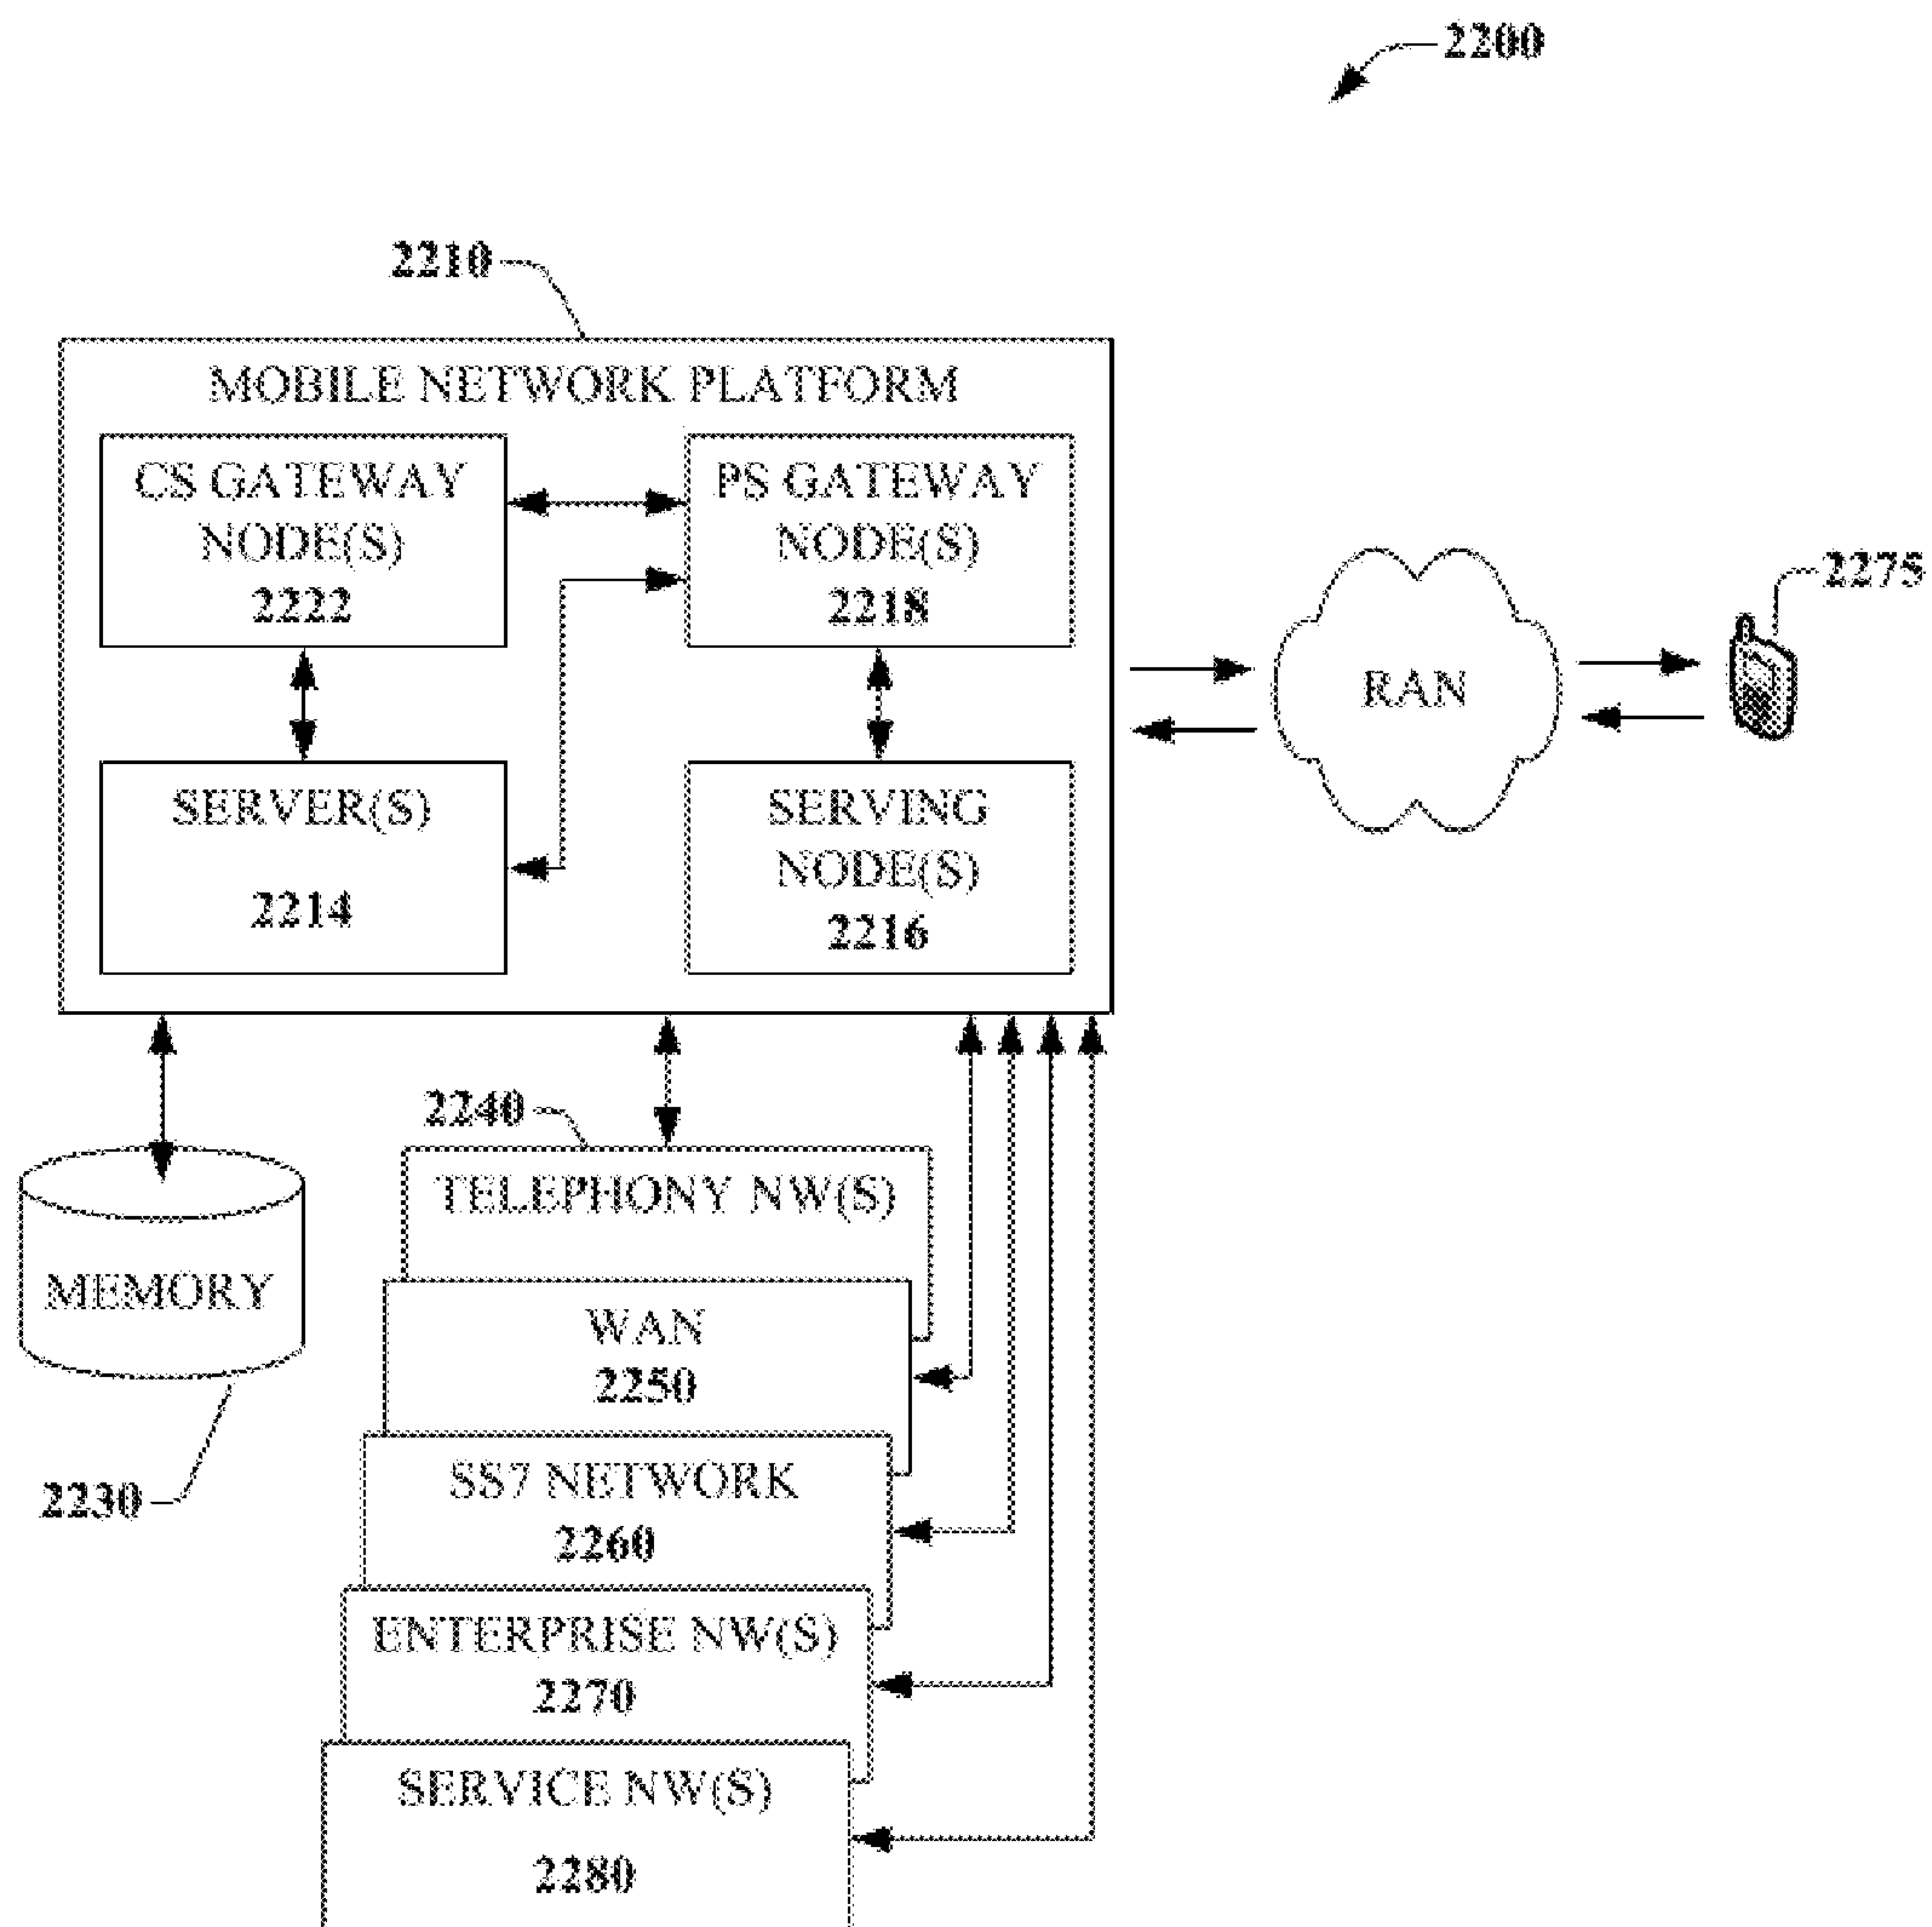 2200
2210
MOBILE NETWORK PLATFORM
CS GATEWAY
NODE(S)
2222
PS GATEWAY
NODE(S)
2218
SERVER(S)
2214
SERVING
NODE(S)
2216
RAN
2275
2240
TELEPHONY NW(S)
MEMORY
2230
WAN
2250
SS7 NETWORK
2260
ENTERPRISE NW(S)
2270
SERVICE NW(S)
2280